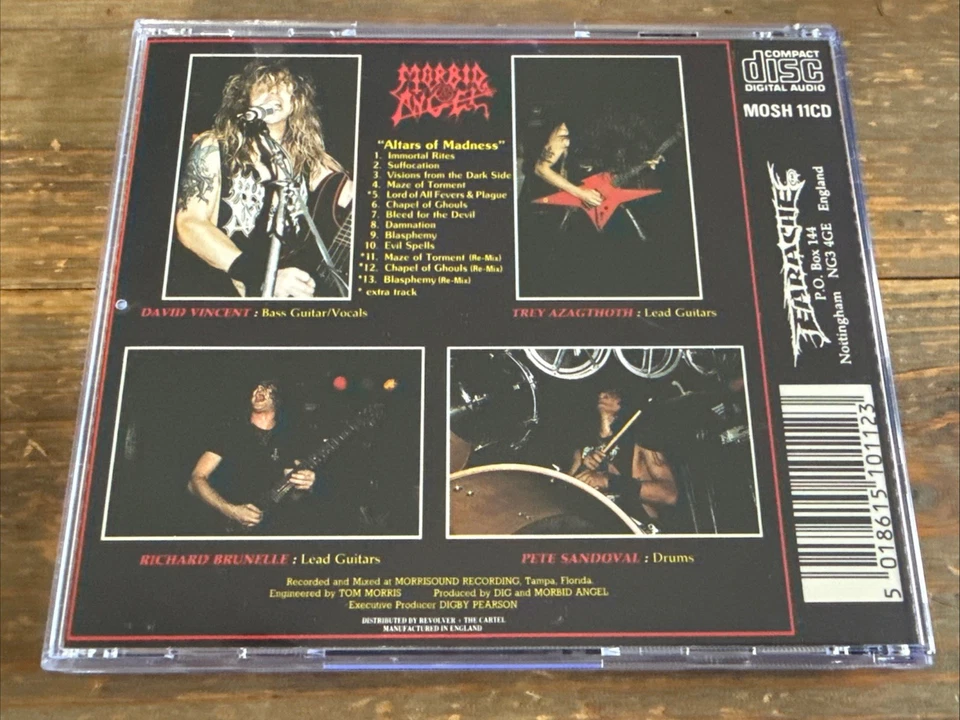 MORBID
ANGEL
"Altars of Madness"
1. Immortal Rites
2. Suffocation
3. Visions from the Dark Side
4. Maze of Torment
*5. Lord of All Fevers & Plague
6. Chapel of Ghouls
7. Bleed for the Devil
8. Damnation
9. Blasphemy
10. Evil Spells
*11. Maze of Torment (Re-Mix)
*12. Chapel of Ghouls (Re-Mix)
*13. Blasphemy (Re-Mix)
* extra track
DAVID VINCENT : Bass Guitar/Vocals
TREY AZAGTHOTH : Lead Guitars
RICHARD BRUNELLE : Lead Guitars
PETE SANDOVAL : Drums
Recorded and Mixed at MORRISOUND RECORDING, Tampa, Florida.
Engineered by TOM MORRIS Produced by DIG and MORBID ANGEL
Executive Producer DIGBY PEARSON
DISTRIBUTED BY REVOLVER + THE CARTEL
MANUFACTURED IN ENGLAND
COMPACT
disc
DIGITAL AUDIO
MOSH 11CD
EARACHE
P.O. Box 144
Noitingham NG3 4GE England
5 018615 101123